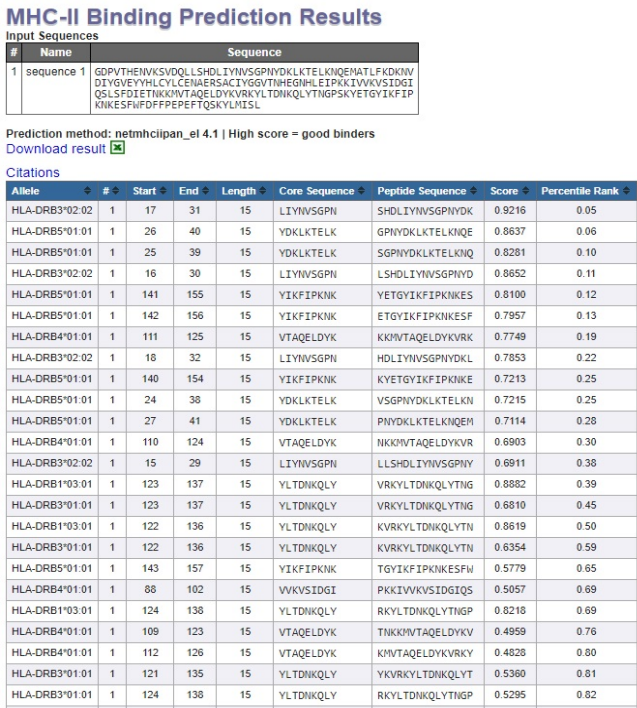 MHC-II Binding Prediction Results
Input Sequences
# Name Sequence
1 sequence 1 GDPVTHENVKSVDQLLSHDLIYNVSGPNYDKLKTELKNQEMATLFKDKNV
DIYGVEYYHLCYLCENAERSACIYGGVTNHEGNHLEIPKKIVVKVSIDGI
QSLSFDIETNKKMVTAQELDYKVRKYLTDNKQLYTNGPSKYETGYIKFIP
KNKESFWFDFFPEPEFTQSKYLMISL
Prediction method: netmhciipan_el 4.1 | High score = good binders
Download result
Citations
Allele # Start End Length Core Sequence Peptide Sequence Score Percentile Rank
HLA-DRB3*02:02 1 17 31 15 LIYNVSGPN SHDLIYNVSGPNYDK 0.9216 0.05
HLA-DRB5*01:01 1 26 40 15 YDKLKTELK GPNYDKLKTELKNQE 0.8637 0.06
HLA-DRB5*01:01 1 25 39 15 YDKLKTELK SGPNYDKLKTELKNQ 0.8281 0.10
HLA-DRB3*02:02 1 16 30 15 LIYNVSGPN LSHDLIYNVSGPNYD 0.8652 0.11
HLA-DRB5*01:01 1 141 155 15 YIKFIPKNK YETGYIKFIPKNKES 0.8100 0.12
HLA-DRB5*01:01 1 142 156 15 YIKFIPKNK ETGYIKFIPKNKESF 0.7957 0.13
HLA-DRB4*01:01 1 111 125 15 VTAQELDYK KKMVTAQELDYKVRK 0.7749 0.19
HLA-DRB3*02:02 1 18 32 15 LIYNVSGPN HDLIYNVSGPNYDKL 0.7853 0.22
HLA-DRB5*01:01 1 140 154 15 YIKFIPKNK KYETGYIKFIPKNKE 0.7213 0.25
HLA-DRB5*01:01 1 24 38 15 YDKLKTELK VSGPNYDKLKTELKN 0.7215 0.25
HLA-DRB5*01:01 1 27 41 15 YDKLKTELK PNYDKLKTELKNQEM 0.7114 0.28
HLA-DRB4*01:01 1 110 124 15 VTAQELDYK NKKMVTAQELDYKVR 0.6903 0.30
HLA-DRB3*02:02 1 15 29 15 LIYNVSGPN LLSHDLIYNVSGPNY 0.6911 0.38
HLA-DRB1*03:01 1 123 137 15 YLTDNKQLY VRKYLTDNKQLYTNG 0.8882 0.39
HLA-DRB3*01:01 1 123 137 15 YLTDNKQLY VRKYLTDNKQLYTNG 0.6810 0.45
HLA-DRB1*03:01 1 122 136 15 YLTDNKQLY KVRKYLTDNKQLYTN 0.8619 0.50
HLA-DRB3*01:01 1 122 136 15 YLTDNKQLY KVRKYLTDNKQLYTN 0.6354 0.59
HLA-DRB5*01:01 1 143 157 15 YIKFIPKNK TGYIKFIPKNKESFW 0.5779 0.65
HLA-DRB4*01:01 1 88 102 15 VVKVSIDGI PKKIVVKVSIDGIQS 0.5057 0.69
HLA-DRB1*03:01 1 124 138 15 YLTDNKQLY RKYLTDNKQLYTNGP 0.8218 0.69
HLA-DRB4*01:01 1 109 123 15 VTAQELDYK TNKKMVTAQELDYKV 0.4959 0.76
HLA-DRB4*01:01 1 112 126 15 VTAQELDYK KMVTAQELDYKVRKY 0.4828 0.80
HLA-DRB3*01:01 1 121 135 15 YLTDNKQLY YKVRKYLTDNKQLYT 0.5360 0.81
HLA-DRB3*01:01 1 124 138 15 YLTDNKQLY RKYLTDNKQLYTNGP 0.5295 0.82